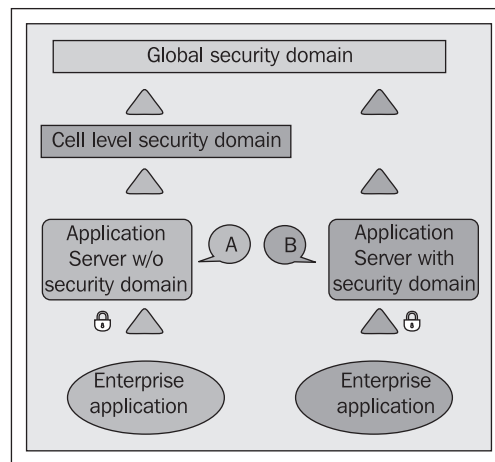 Global security domain
Cell level security domain
Application
Server w/o
security domain
A
B
Application
Server with
security domain
Enterprise
application
Enterprise
application